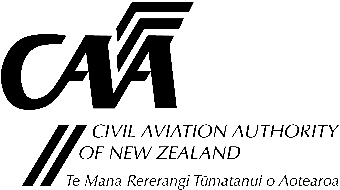 CAA
CIVIL AVIATION AUTHORITY
OF NEW ZEALAND
Te Mana Rererangi Tūmatanui o Aotearoa